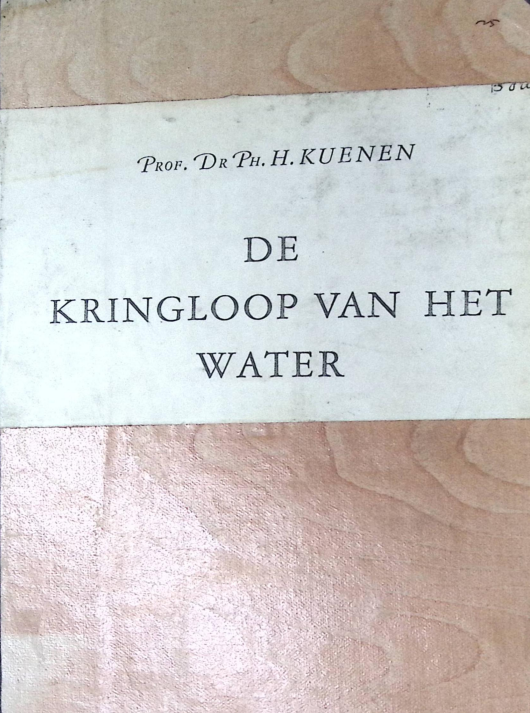 Prof. Dr Ph. H. KUENEN
DE
KRINGLOOP VAN HET
WATER